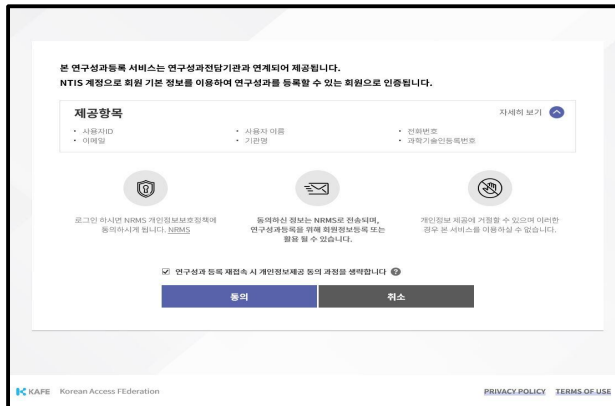 본 연구성과등록 서비스는 연구성과전담기관과 연계되어 제공됩니다.
NTIS 계정으로 회원 기본 정보를 이용하여 연구성과를 등록할 수 있는 회원으로 인증됩니다.
제공항목
자세히 보기
• 사용자ID
• 사용자 이름
• 전화번호
• 이메일
• 기관명
• 과학기술인등록번호
로그인 하시면 NRMS 개인정보보호정책에
동의하시게 됩니다. NRMS
동의하신 정보는 NRMS로 전송되며,
연구성과등록을 위해 회원정보등록 또는
활용 될 수 있습니다.
개인정보 제공에 거절할 수 있으며 이러한
경우 본 서비스를 이용하실 수 없습니다.
연구성과 등록 재접속 시 개인정보제공 동의 과정을 생략합니다 ?
동의
취소
KAFE Korean Access FEderation
PRIVACY POLICY TERMS OF USE